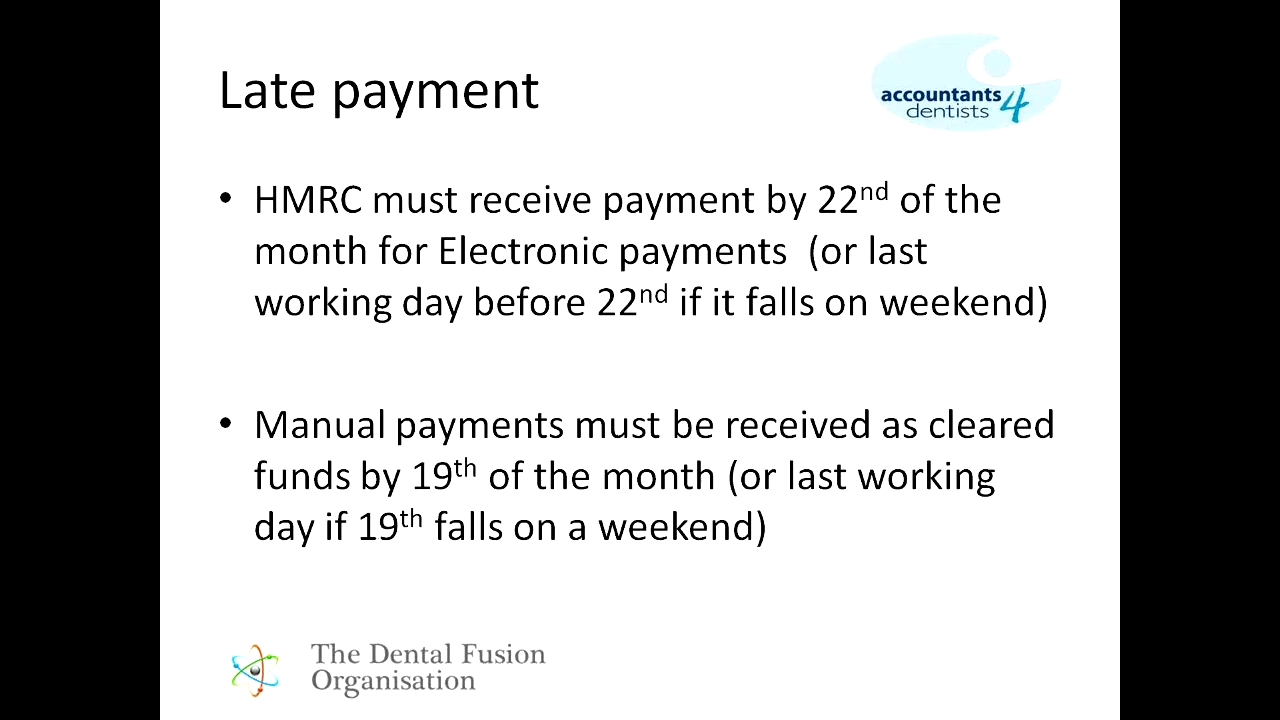 Late payment
accountants 4
dentists
• HMRC must receive payment by 22nd of the
month for Electronic payments  (or last
working day before 22nd if it falls on weekend)
• Manual payments must be received as cleared
funds by 19th of the month (or last working
day if 19th falls on a weekend)
The Dental Fusion
Organisation